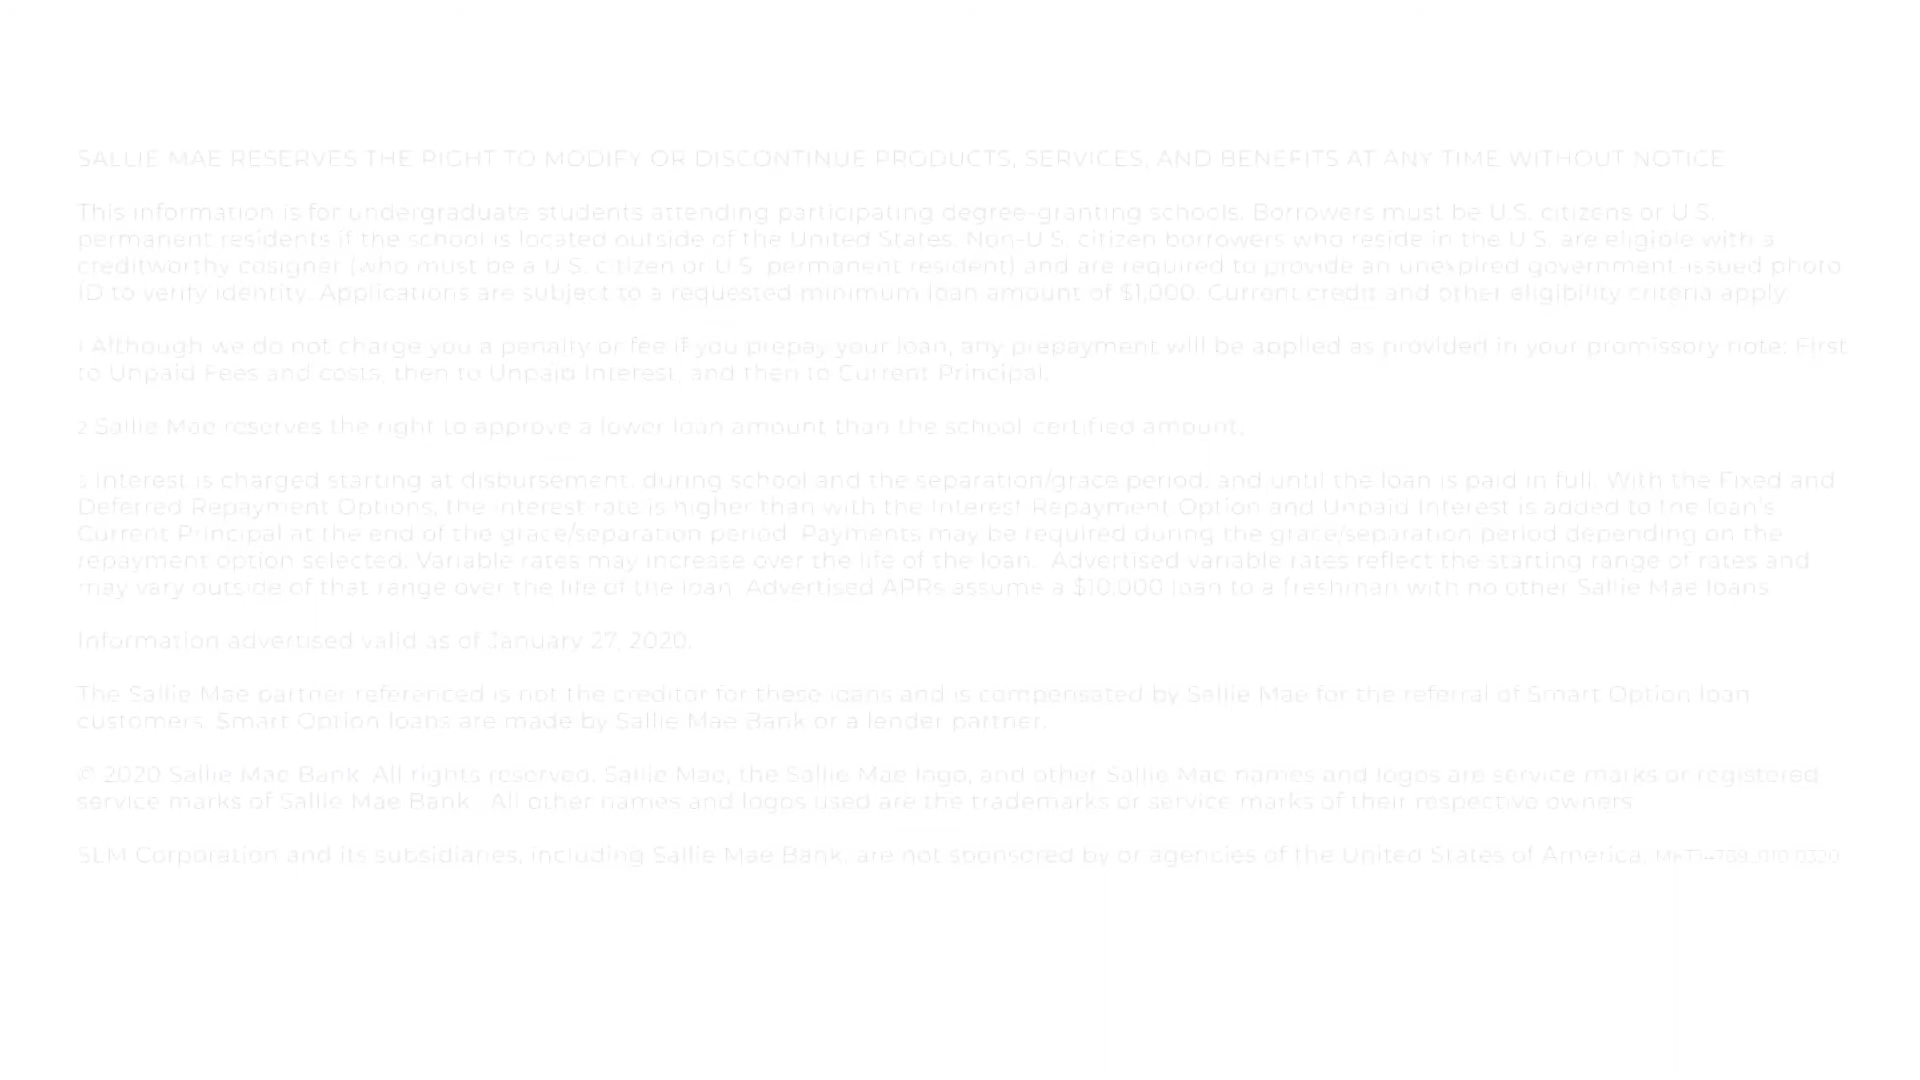 SALLIE MAE RESERVES THE RIGHT TO MODIFY OR DISCONTINUE PRODUCTS, SERVICES, AND BENEFITS AT ANY TIME WITHOUT NOTICE
This information is for undergraduate students attending participating degree-granting schools. Borrowers must be U.S. citizens or U.S.
permanent residents if the school is located outside of the United States. Non-U.S. citizen borrowers who reside in the U.S. are eligible with a
creditworthy cosigner (who must be a U.S. citizen or U.S. permanent resident) and are required to provide an unexpired government-issued photo
ID to verify identity. Applications are subject to a requested minimum loan amount of $1,000. Current credit and other eligibility criteria apply.
1 Although we do not charge you a penalty or fee if you prepay your loan, any prepayment will be applied as provided in your promissory note: First
to Unpaid Fees and costs, then to Unpaid Interest, and then to Current Principal.
2 Sallie Mae reserves the right to approve a lower loan amount than the school-certified amount.
3 Interest is charged starting at disbursement, during school and the separation/grace period, and until the loan is paid in full. With the Fixed and
Deferred Repayment Options, the interest rate is higher than with the Interest Repayment Option and Unpaid Interest is added to the loan's
Current Principal at the end of the grace/separation period. Payments may be required during the grace/separation period depending on the
repayment option selected. Variable rates may increase over the life of the loan. Advertised variable rates reflect the starting range of rates and
may vary outside of that range over the life of the loan. Advertised APRs assume a $10,000 loan to a freshman with no other Sallie Mae loans.
Information advertised valid as of January 27, 2020.
The Sallie Mae partner referenced is not the creditor for these loans and is compensated by Sallie Mae for the referral of Smart Option loan
customers. Smart Option loans are made by Sallie Mae Bank or a lender partner.
© 2020 Sallie Mae Bank. All rights reserved. Sallie Mae, the Sallie Mae logo, and other Sallie Mae names and logos are service marks or registered
service marks of Sallie Mae Bank. All other names and logos used are the trademarks or service marks of their respective owners.
SLM Corporation and its subsidiaries, including Sallie Mae Bank, are not sponsored by or agencies of the United States of America.